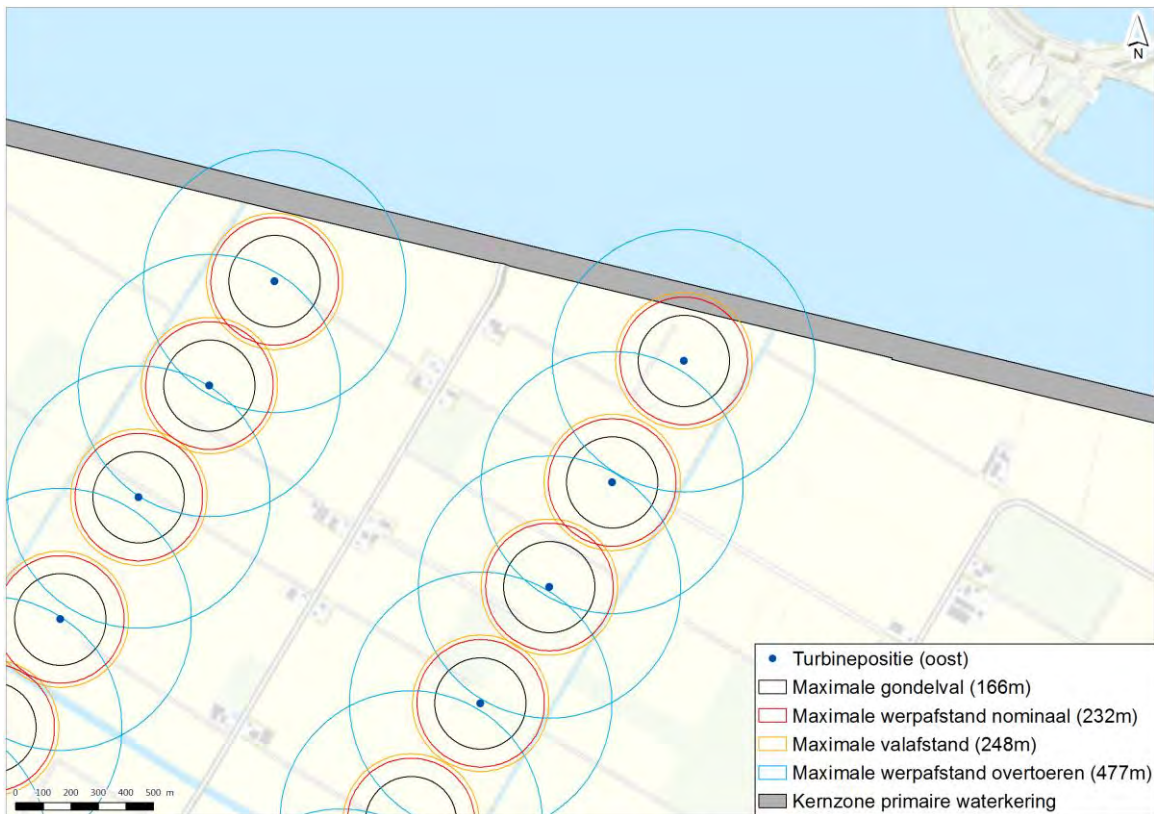 N
Turbinepositie (oost)
Maximale gondelval (166m)
Maximale werpafstand nominaal (232m)
Maximale valafstand (248m)
Maximale werpafstand overtoeren (477m)
Kernzone primaire waterkering
0 100 200 300 400 500 m